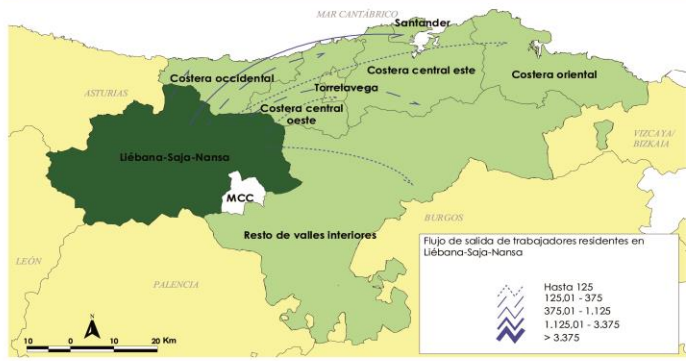 MAR CANTÁBRICO
Santander
Costera occidental
Costera central este
Costera oriental
ASTURIAS
Torrelavega
Costera central
oeste
VIZCAYA/
BIZKAIA
Liébana-Saja-Nansa
MCC
BURGOS
Resto de valles interiores
LEÓN
PALENCIA
Flujo de salida de trabajadores residentes en
Liébana-Saja-Nansa
Hasta 125
125,01 - 375
375,01 - 1.125
1.125,01 - 3.375
> 3.375
N
10 0 10 20 Km